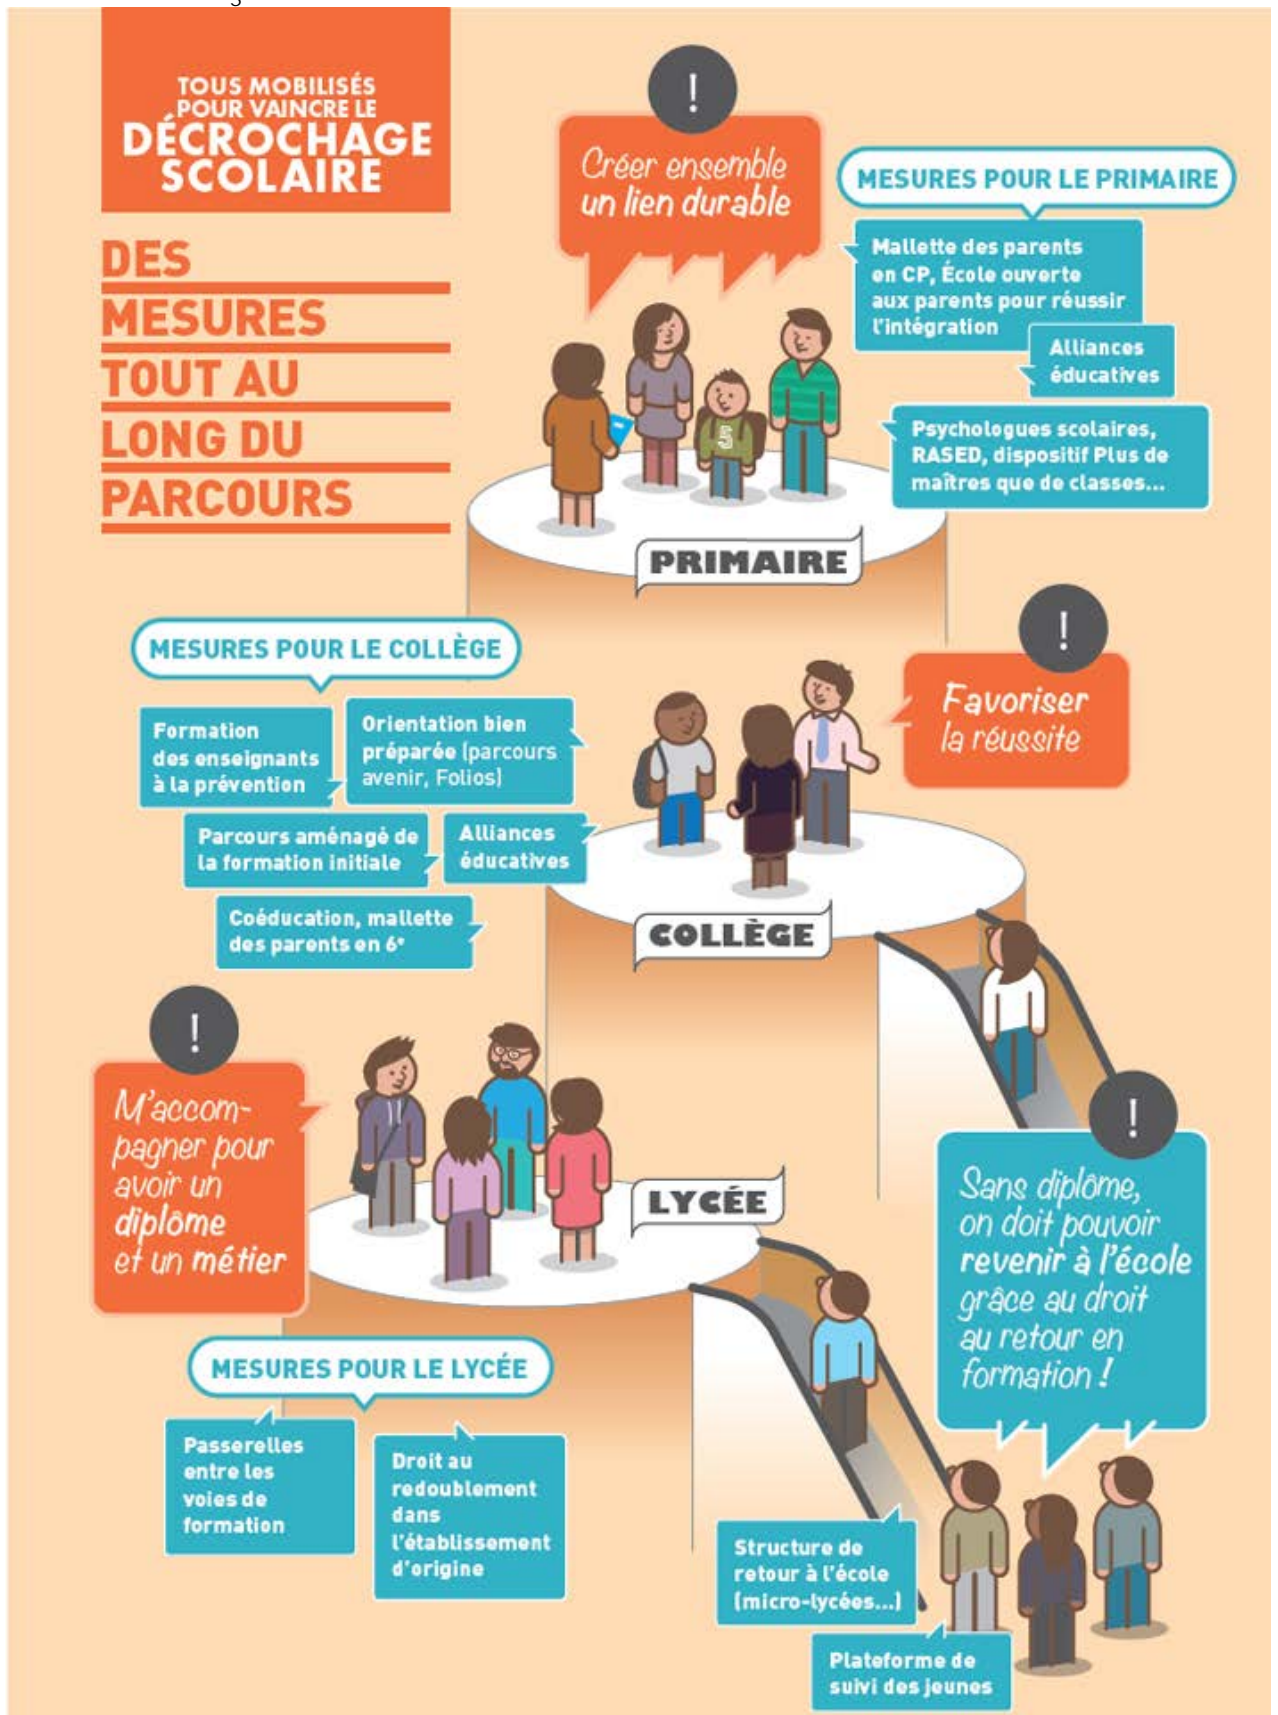 TOUS MOBILISÉS
POUR VAINCRE LE
DÉCROCHAGE
SCOLAIRE
DES
MESURES
TOUT AU
LONG DU
PARCOURS
!
Créer ensemble
un lien durable
MESURES POUR LE PRIMAIRE
Mallette des parents
en CP, École ouverte
aux parents pour réussir
l'intégration
Alliances
éducatives
Psychologues scolaires,
RASED, dispositif Plus de
maîtres que de classes...
5
PRIMAIRE
MESURES POUR LE COLLÈGE
Formation
des enseignants
à la prévention
Orientation bien
préparée (parcours
avenir, Folios)
Parcours aménagé de
la formation initiale
Alliances
éducatives
Coéducation, mallette
des parents en 6e
!
Favoriser
la réussite
COLLÈGE
!
M'accom-
pagner pour
avoir un
diplôme
et un métier
LYCÉE
!
Sans diplôme,
on doit pouvoir
revenir à l'école
grâce au droit
au retour en
formation !
MESURES POUR LE LYCÉE
Passerelles
entre les
voies de
formation
Droit au
redoublement
dans
l'établissement
d'origine
Structure de
retour à l'école
(micro-lycées...)
Plateforme de
suivi des jeunes